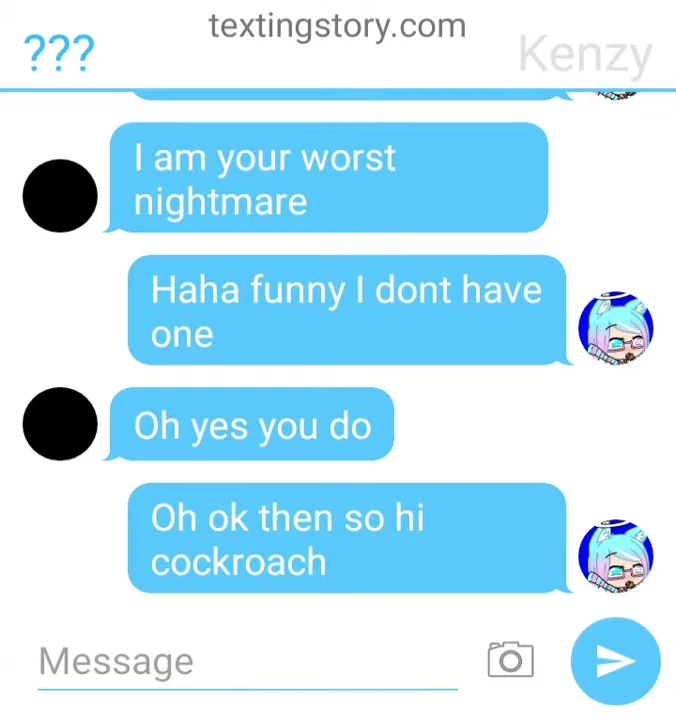 textingstory.com
???
Kenzy
I am your worst
nightmare
Haha funny I dont have
one
Oh yes you do
Oh ok then so hi
cockroach
Message